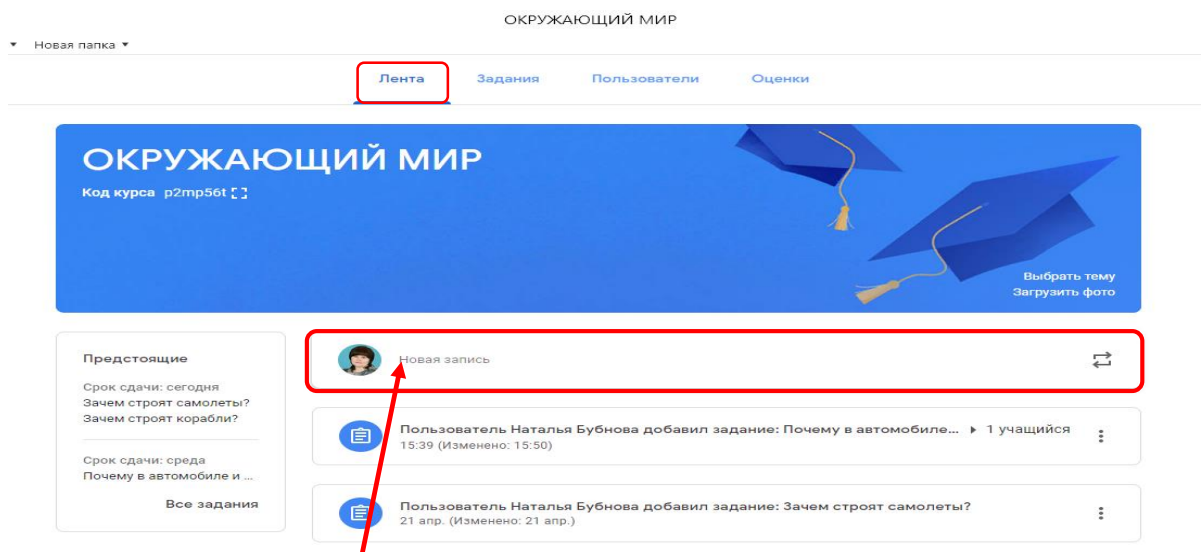 ОКРУЖАЮЩИЙ МИР
Новая папка
Лента Задания Пользователи Оценки
ОКРУЖАЮЩИЙ МИР
Код курса p2mp56t
Выбрать тему
Загрузить фото
Предстоящие
Срок сдачи: сегодня
Зачем строят самолеты?
Зачем строят корабли?
Срок сдачи: среда
Почему в автомобиле и ...
Все задания
Новая запись
Пользователь Наталья Бубнова добавил задание: Почему в автомобиле... 1 учащийся
15:39 (Изменено: 15:50)
Пользователь Наталья Бубнова добавил задание: Зачем строят самолеты?
21 апр. (Изменено: 21 апр.)